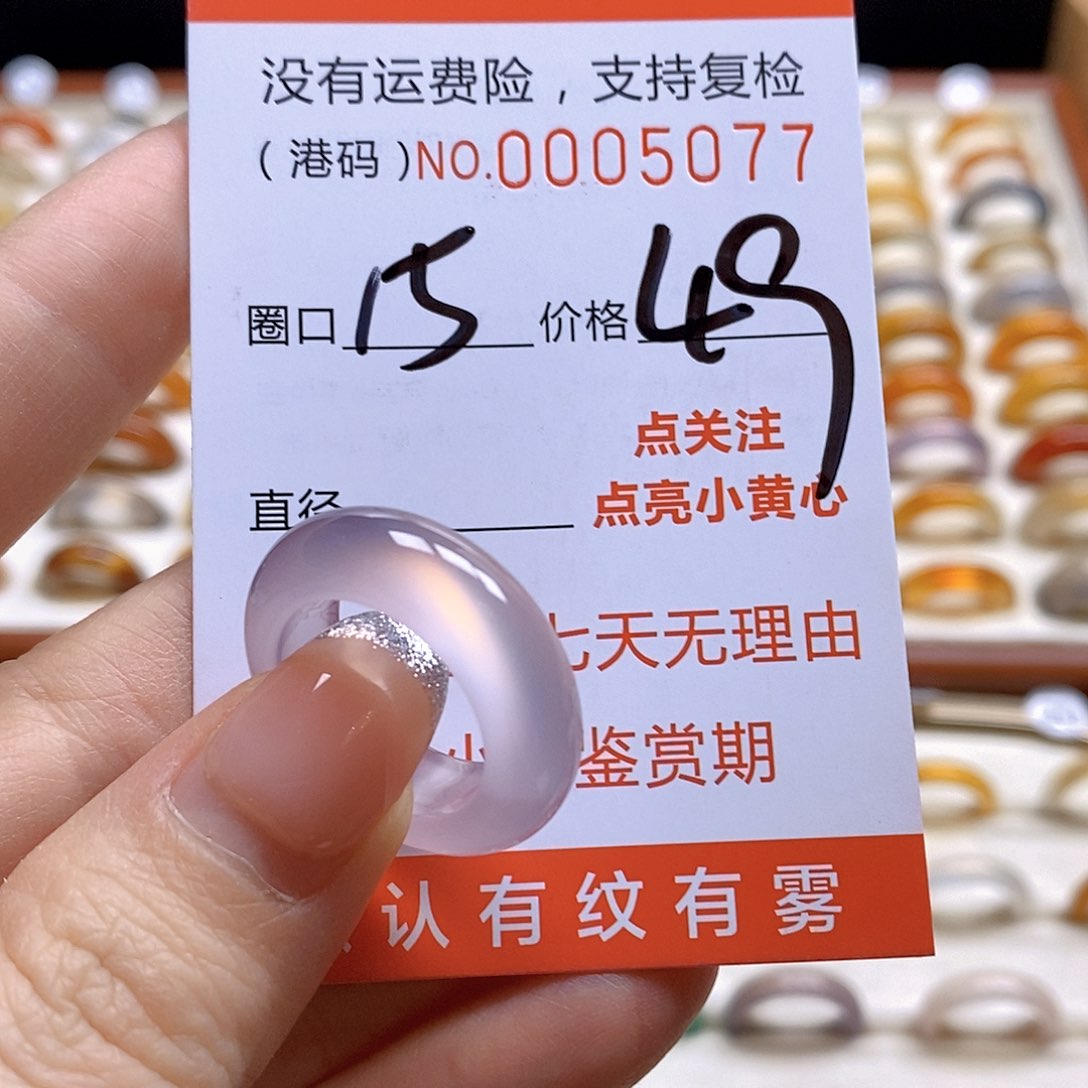 没有运费险，支持复检
(港码)NO.0005077
圈口 15 价格 49
点关注
直径 点亮小黄心
七天无理由
小 鉴赏期
认有纹有雾